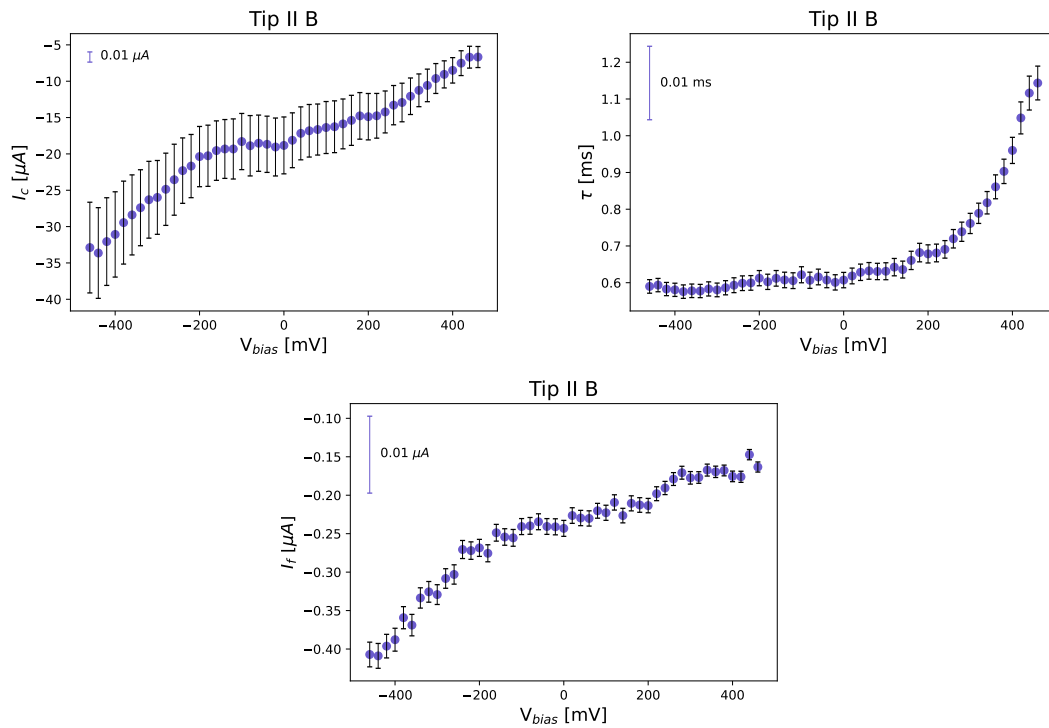 Tip II B
0.01 μA
I_c [μA]
−5
−10
−15
−20
−25
−30
−35
−40
−400 −200 0 200 400
V_bias [mV]
Tip II B
0.01 ms
τ [ms]
1.2
1.1
1.0
0.9
0.8
0.7
0.6
−400 −200 0 200 400
V_bias [mV]
Tip II B
0.01 μA
I_f [μA]
−0.10
−0.15
−0.20
−0.25
−0.30
−0.35
−0.40
−400 −200 0 200 400
V_bias [mV]